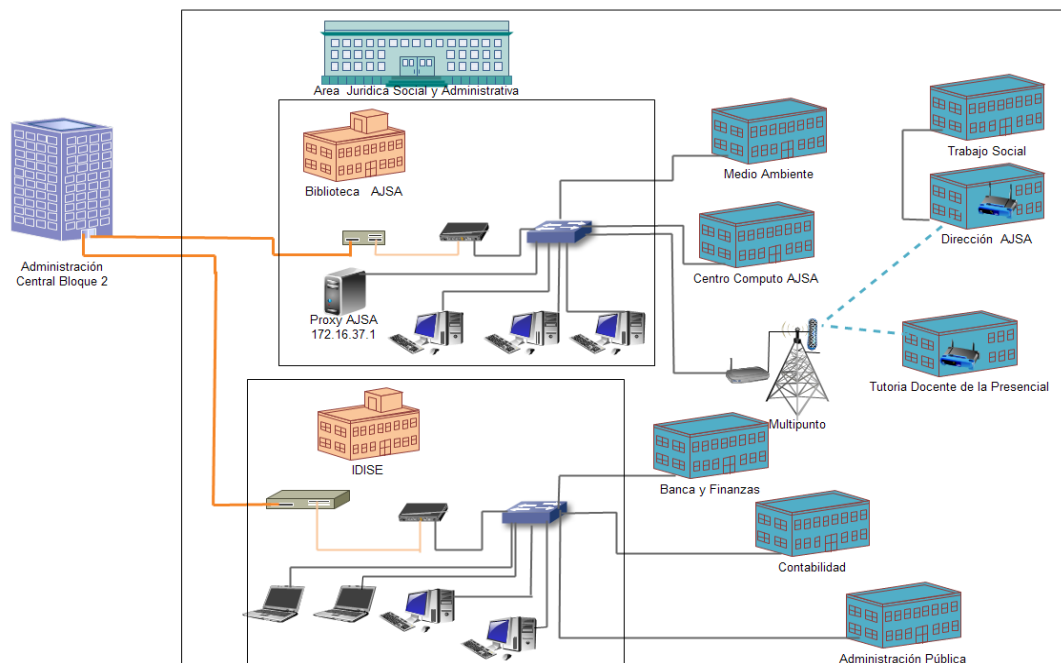 Area Juridica Social y Administrativa
Biblioteca AJSA
Medio Ambiente
Trabajo Social
Dirección AJSA
Administración
Central Bloque 2
Centro Computo AJSA
Proxy AJSA
172.16.37.1
Tutoria Docente de la Presencial
Multipunto
IDISE
Banca y Finanzas
Contabilidad
Administración Pública